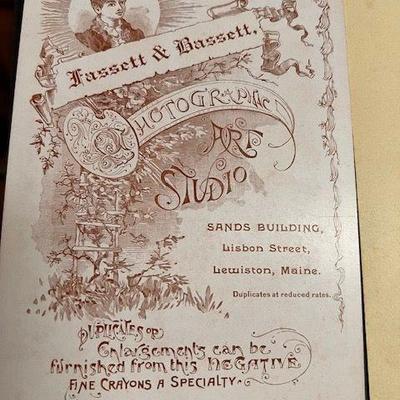 Fassett & Bassett,
PHOTOGRAPHIC
ART
STUDIO
SANDS BUILDING,
Lisbon Street,
Lewiston, Maine.
Duplicates at reduced rates.
DUPLICATES OR
Enlargements can be
furnished from this NEGATIVE
FINE CRAYONS A SPECIALTY.